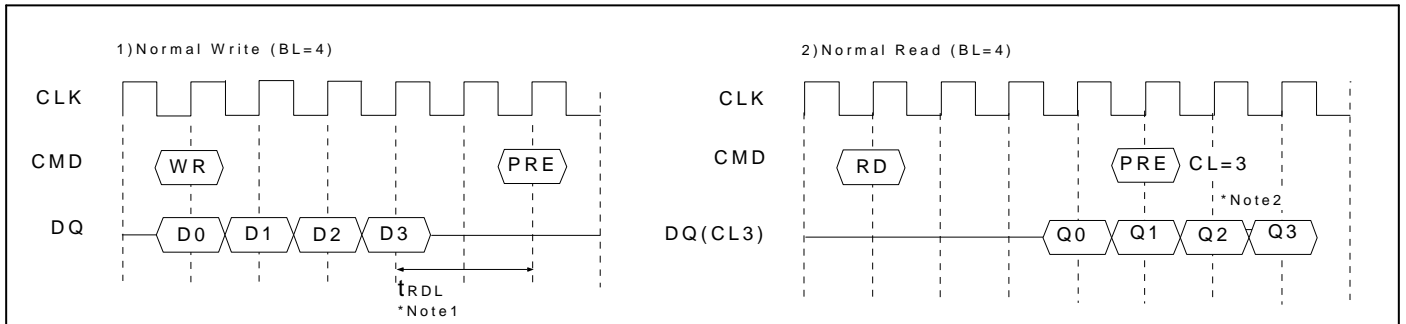 1)Normal Write (BL=4)
CLK
CMD
WR
PRE
DQ
D0 D1 D2 D3
tRDL
*Note1
2)Normal Read (BL=4)
CLK
CMD
RD
PRE CL=3
*Note2
DQ(CL3)
Q0 Q1 Q2 Q3